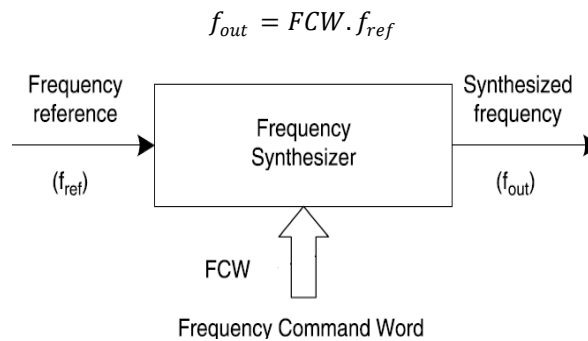 f_out = FCW. f_ref
Frequency
reference
Synthesized
frequency
Frequency
Synthesizer
(f_ref)
(f_out)
FCW
Frequency Command Word